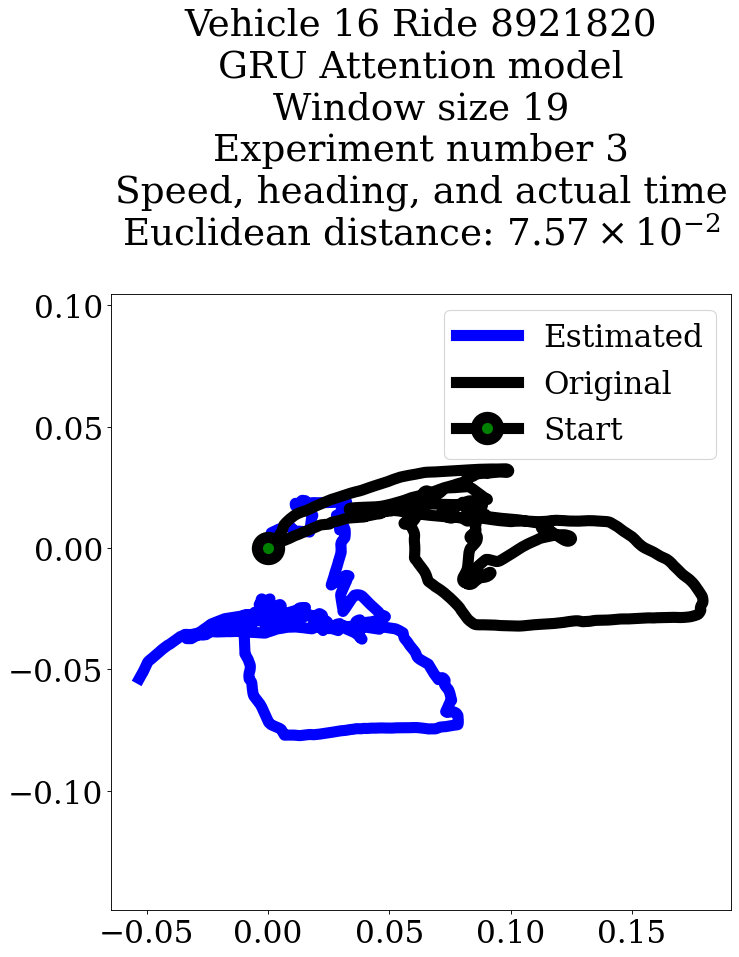 Vehicle 16 Ride 8921820
GRU Attention model
Window size 19
Experiment number 3
Speed, heading, and actual time
Euclidean distance: 7.57 × 10⁻²
Estimated
Original
Start
0.10
0.05
0.00
−0.05
−0.10
−0.05 0.00 0.05 0.10 0.15